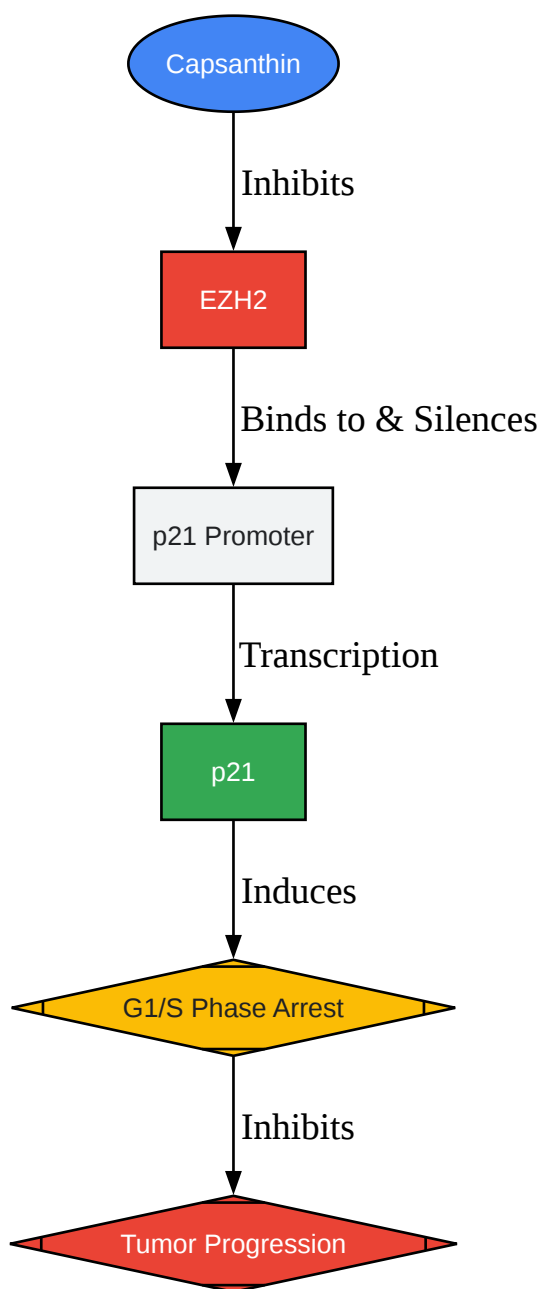 Capsanthin
Inhibits
EZH2
Binds to & Silences
p21 Promoter
Transcription
p21
Induces
G1/S Phase Arrest
Inhibits
Tumor Progression